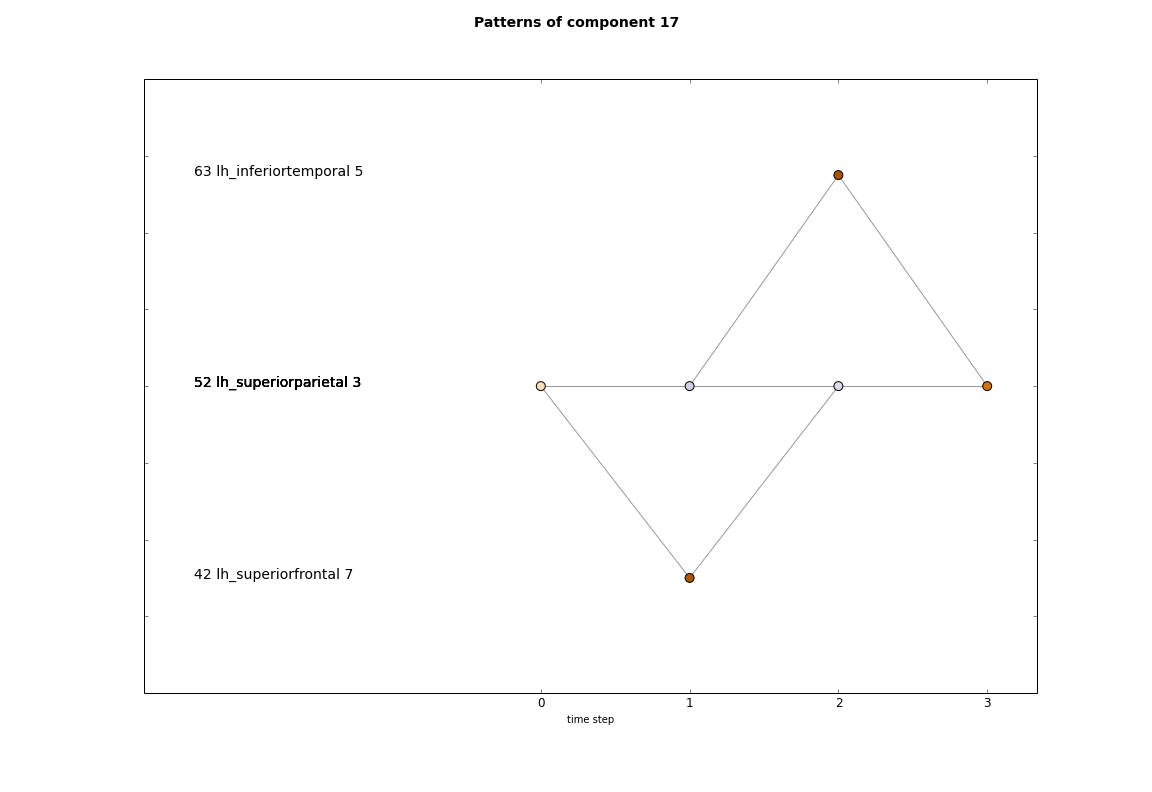 Patterns of component 17
63 lh_inferiortemporal 5
52 lh_superiorparietal 3
42 lh_superiorfrontal 7
0 1 2 3
time step